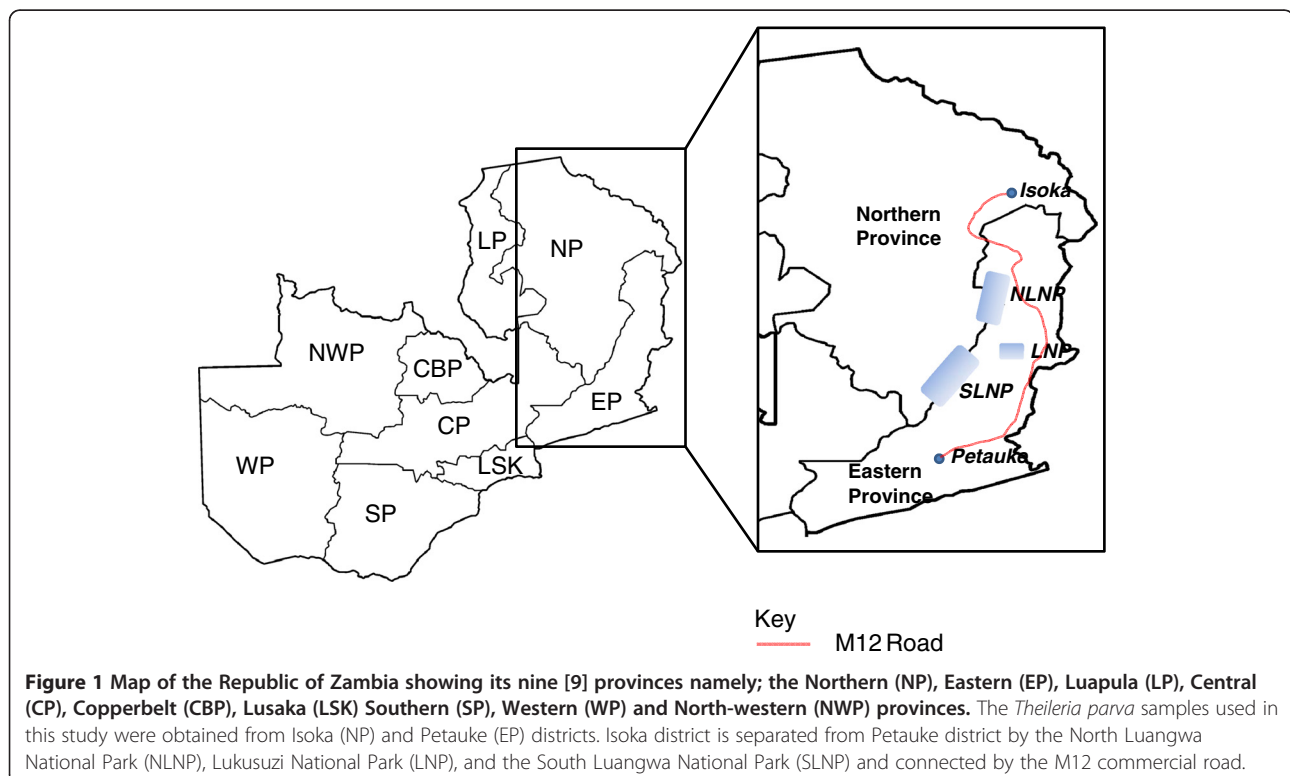 LP
NP
NWP
CBP
EP
CP
WP
LSK
SP
Isoka
Northern
Province
NLNP
LNP
SLNP
Petauke
Eastern
Province
Key
M12 Road
Figure 1 Map of the Republic of Zambia showing its nine [9] provinces namely; the Northern (NP), Eastern (EP), Luapula (LP), Central
(CP), Copperbelt (CBP), Lusaka (LSK) Southern (SP), Western (WP) and North-western (NWP) provinces. The Theileria parva samples used in
this study were obtained from Isoka (NP) and Petauke (EP) districts. Isoka district is separated from Petauke district by the North Luangwa
National Park (NLNP), Lukusuzi National Park (LNP), and the South Luangwa National Park (SLNP) and connected by the M12 commercial road.